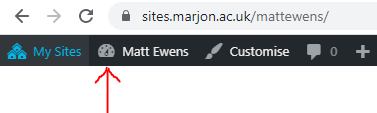 sites.marjon.ac.uk/mattewens/
My Sites Matt Ewens Customise 0